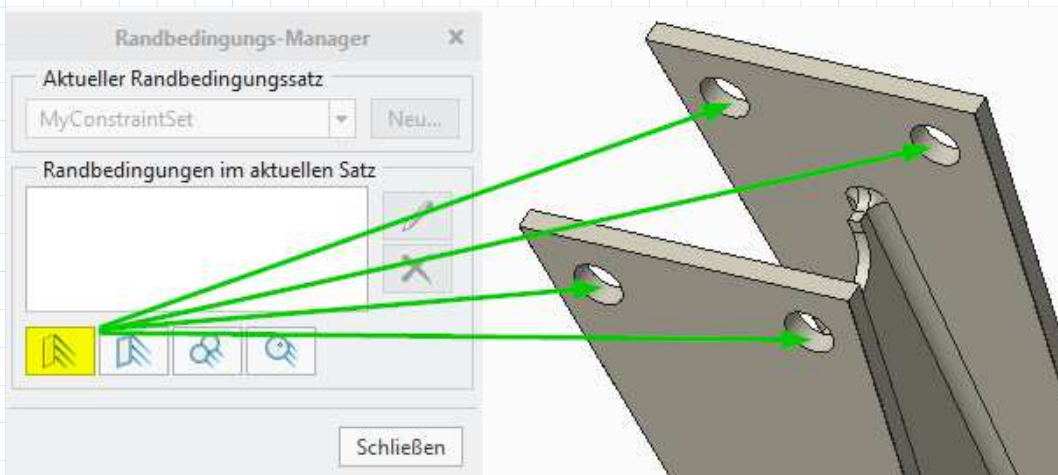 Randbedingungs-Manager
Aktueller Randbedingungssatz
MyConstraintSet
Neu...
Randbedingungen im aktuellen Satz
Schließen